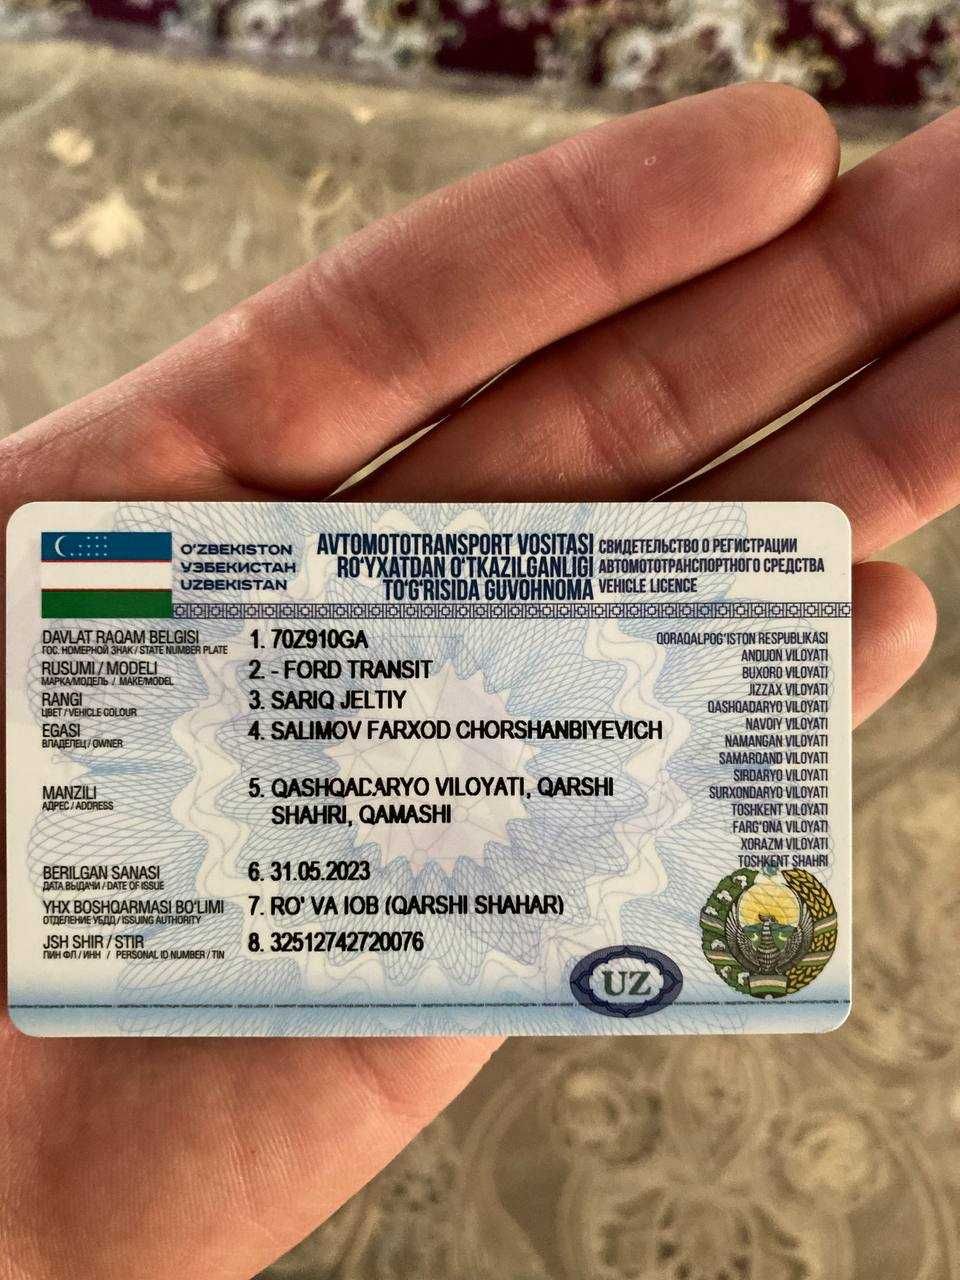 O'ZBEKISTON
ЎЗБЕКИСТАН
UZBEKISTAN
AVTOMOTOTRANSPORT VOSITASI
RO'YXATDAN O'TKAZILGANLIGI
TO'G'RISIDA GUVOHNOMA
СВИДЕТЕЛЬСТВО О РЕГИСТРАЦИИ
АВТОМОТОТРАНСПОРТНОГО СРЕДСТВА
VEHICLE LICENCE
DAVLAT RAQAM BELGISI
ГОС. НОМЕРНОЙ ЗНАК / STATE NUMBER PLATE
1. 70Z910GA
RUSUMI / MODELI
МАРКА/МОДЕЛЬ / MAKE/MODEL
2. - FORD TRANSIT
RANGI
ЦВЕТ / VEHICLE COLOUR
3. SARIQ JELTIY
EGASI
ВЛАДЕЛЕЦ / OWNER
4. SALIMOV FARXOD CHORSHANBIYEVICH
MANZILI
АДРЕС / ADDRESS
5. QASHQADARYO VILOYATI, QARSHI
SHAHRI, QAMASHI
BERILGAN SANASI
ДАТА ВЫДАЧИ / DATE OF ISSUE
6. 31.05.2023
YHX BOSHQARMASI BO'LIMI
ОТДЕЛЕНИЕ УБДД / ISSUING AUTHORITY
7. RO' VA IOB (QARSHI SHAHAR)
JSH SHIR / STIR
ПИН ФЛ / ИНН / PERSONAL ID NUMBER / TIN
8. 32512742720076
QORAQALPOG'ISTON RESPUBLIKASI
ANDIJON VILOYATI
BUXORO VILOYATI
JIZZAX VILOYATI
QASHQADARYO VILOYATI
NAVOIY VILOYATI
NAMANGAN VILOYATI
SAMARQAND VILOYATI
SIRDARYO VILOYATI
SURXONDARYO VILOYATI
TOSHKENT VILOYATI
FARG'ONA VILOYATI
XORAZM VILOYATI
TOSHKENT SHAHRI
UZ